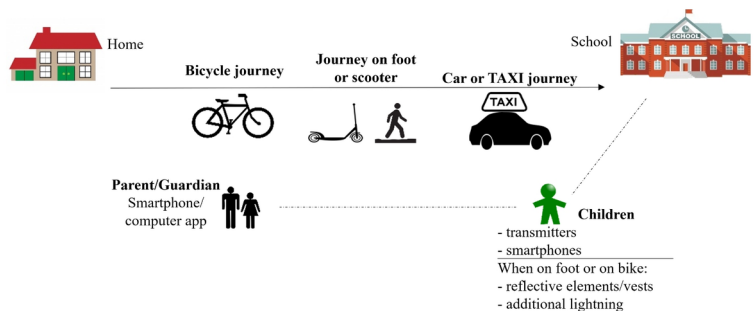 Home
School
SCHOOL
Bicycle journey
Journey on foot
or scooter
Car or TAXI journey
TAXI
Parent/Guardian
Smartphone/
computer app
Children
- transmitters
- smartphones
When on foot or on bike:
- reflective elements/vests
- additional lightning